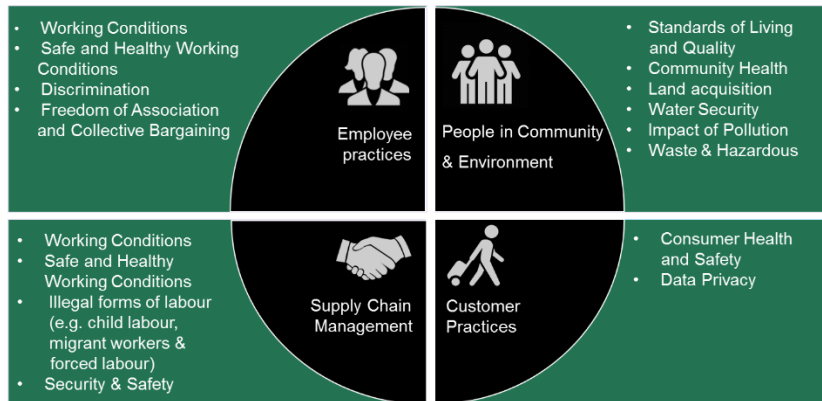 • Working Conditions
• Safe and Healthy Working
Conditions
• Discrimination
• Freedom of Association
and Collective Bargaining
Employee
practices
People in Community
& Environment
• Standards of Living
and Quality
• Community Health
• Land acquisition
• Water Security
• Impact of Pollution
• Waste & Hazardous
• Working Conditions
• Safe and Healthy
Working Conditions
• Illegal forms of labour
(e.g. child labour,
migrant workers &
forced labour)
• Security & Safety
Supply Chain
Management
Customer
Practices
• Consumer Health
and Safety
• Data Privacy